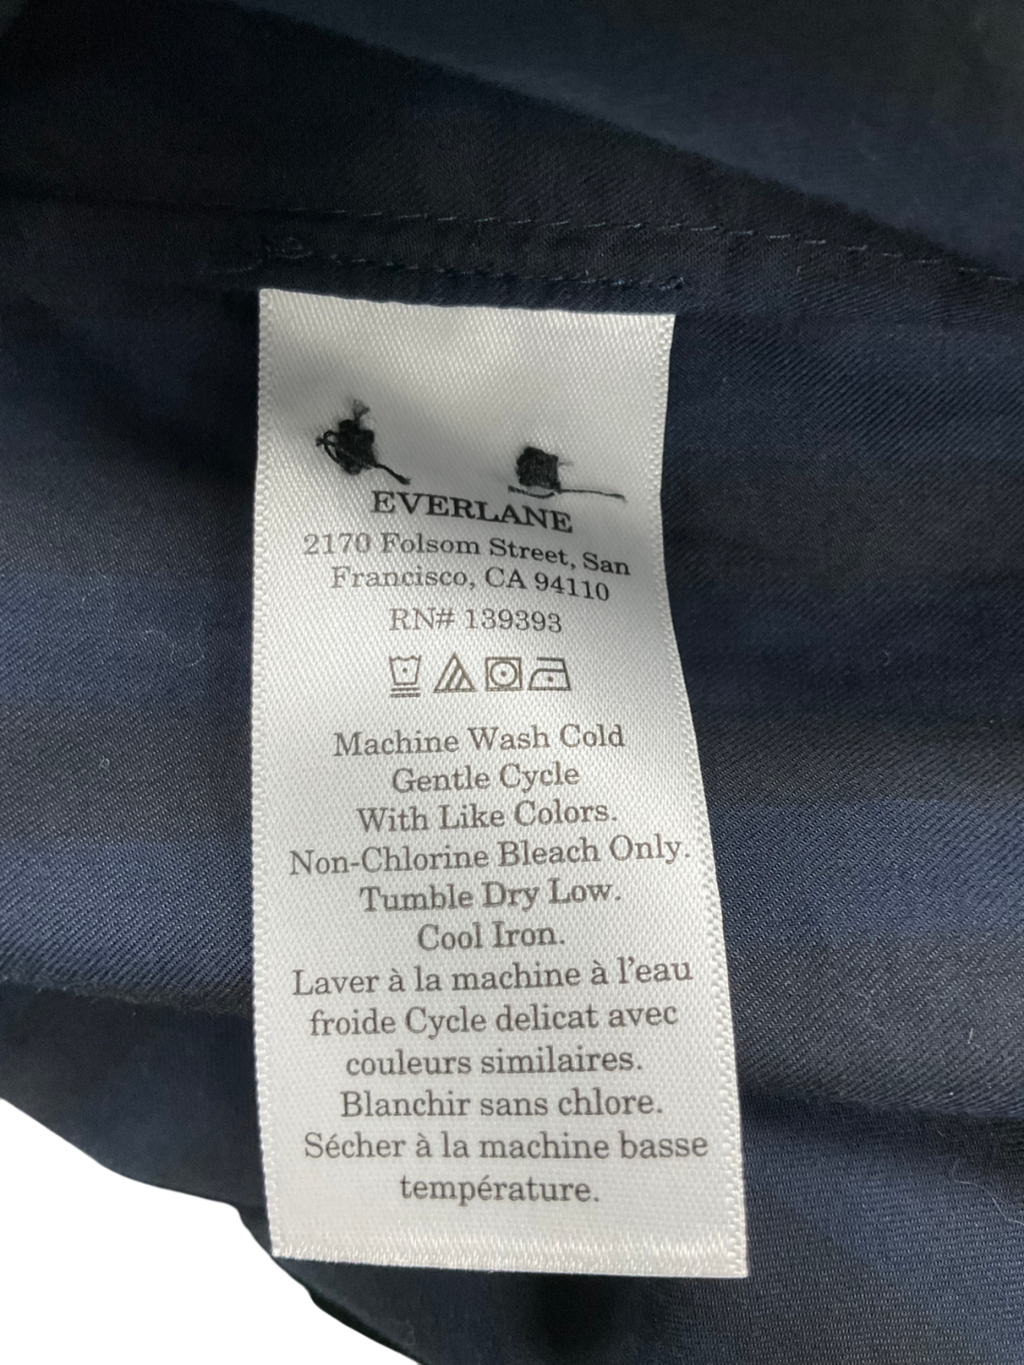 EVERLANE
2170 Folsom Street, San
Francisco, CA 94110
RN# 139393
Machine Wash Cold
Gentle Cycle
With Like Colors.
Non-Chlorine Bleach Only.
Tumble Dry Low.
Cool Iron.
Laver à la machine à l'eau
froide Cycle delicat avec
couleurs similaires.
Blanchir sans chlore.
Sécher à la machine basse
température.